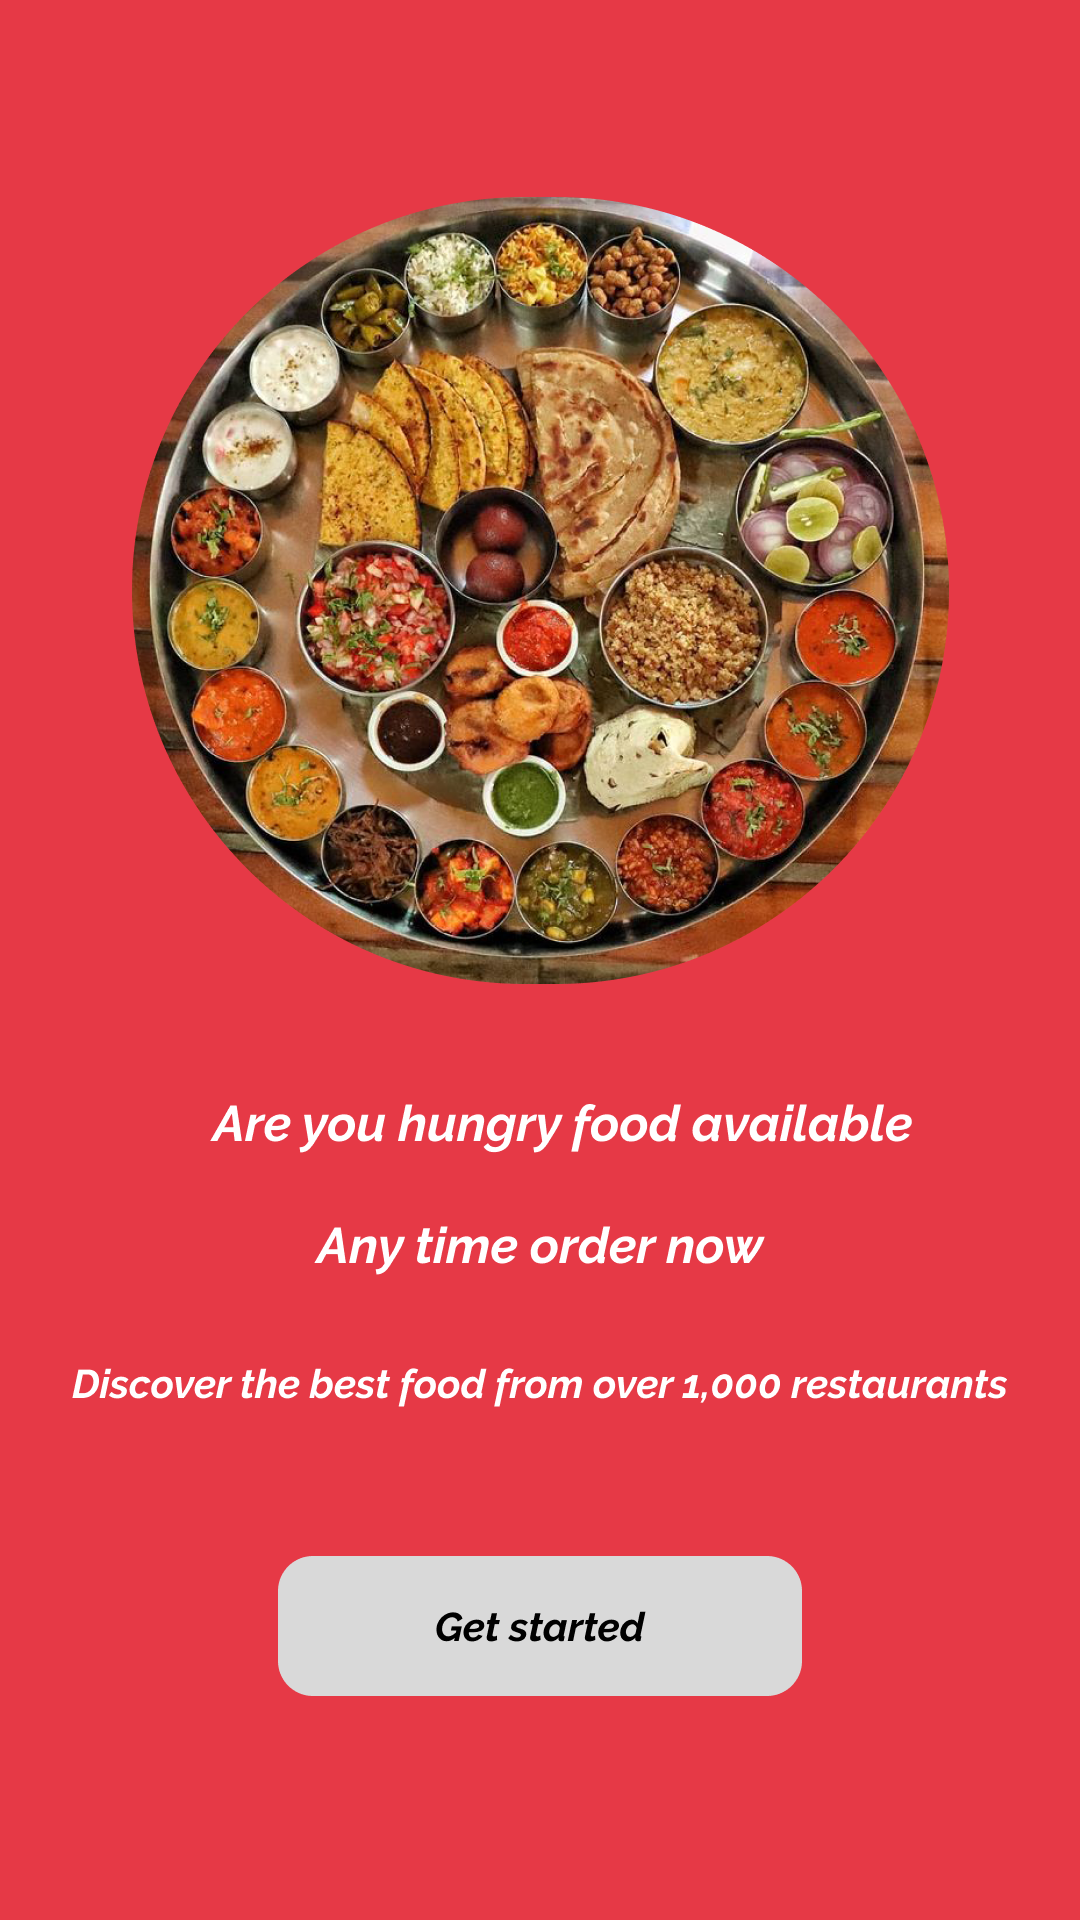 Are you hungry food available
Any time order now
Discover the best food from over 1,000 restaurants
Get started